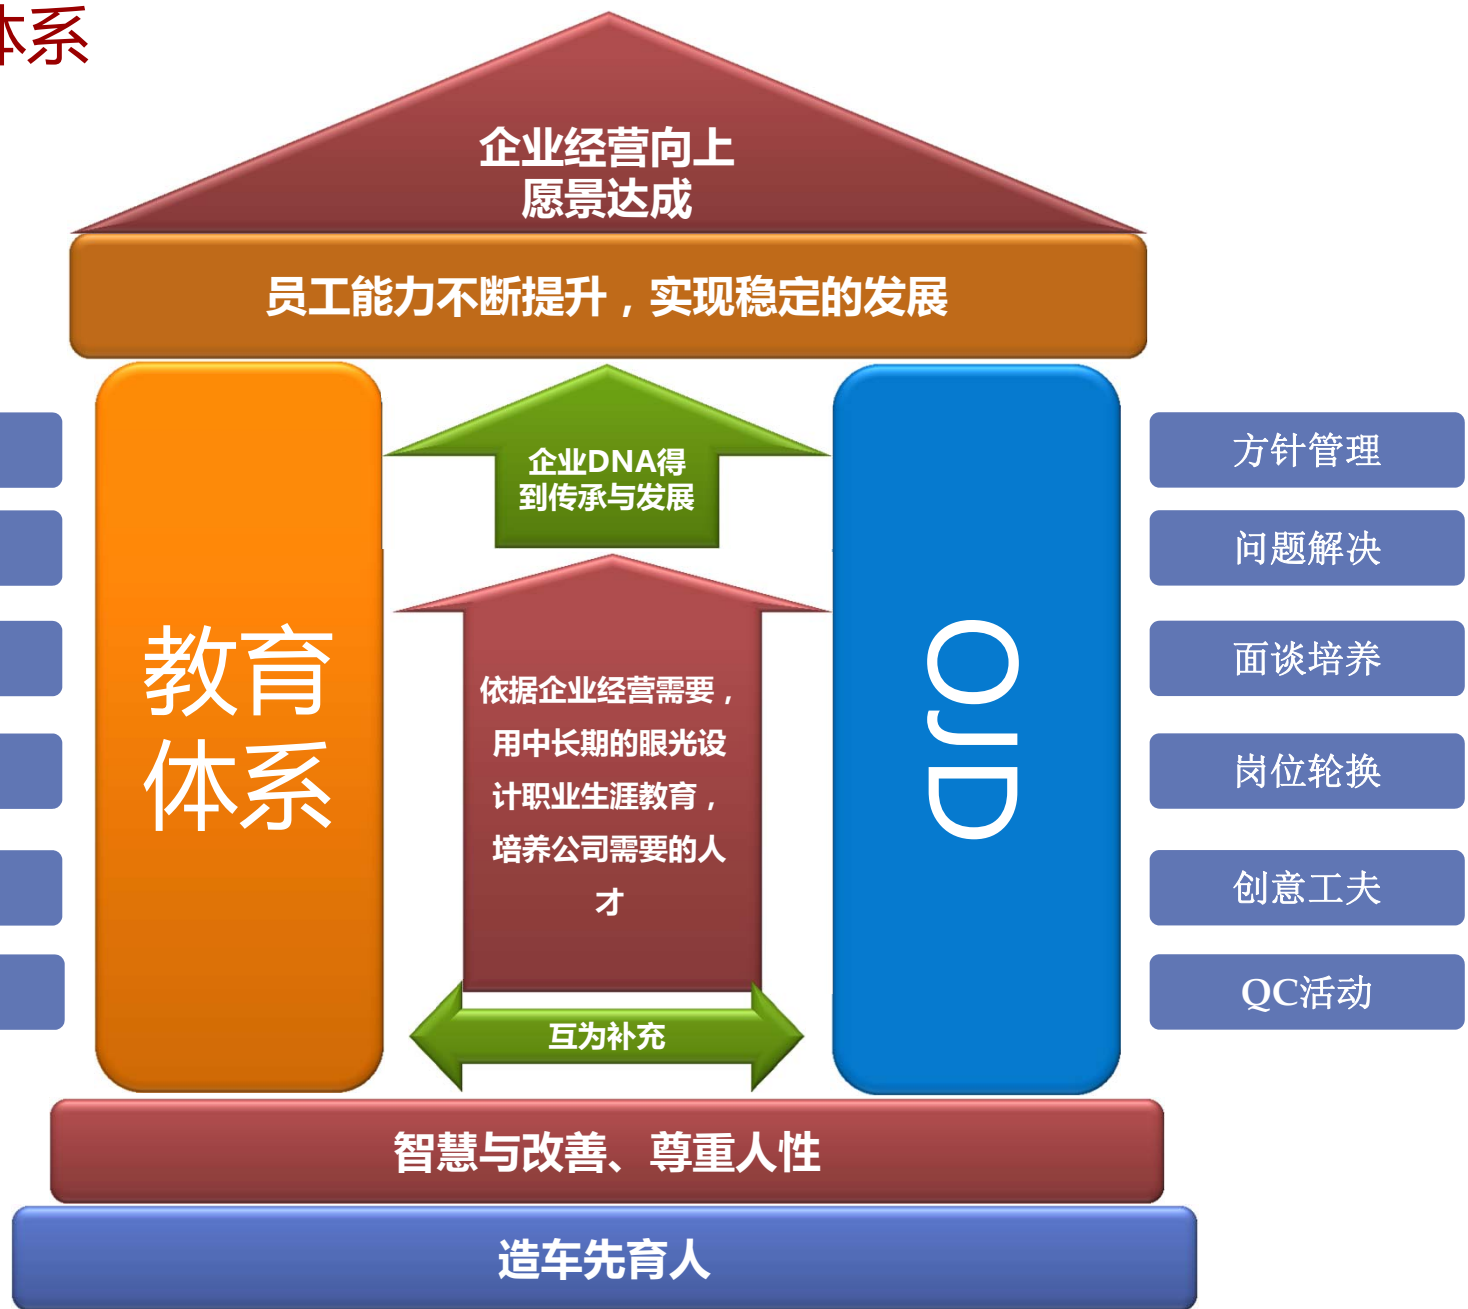 体系
企业经营向上
愿景达成
员工能力不断提升，实现稳定的发展
教育
体系
企业DNA得
到传承与发展
依据企业经营需要，
用中长期的眼光设
计职业生涯教育，
培养公司需要的人
才
互为补充
OJD
方针管理
问题解决
面谈培养
岗位轮换
创意工夫
QC活动
智慧与改善、尊重人性
造车先育人